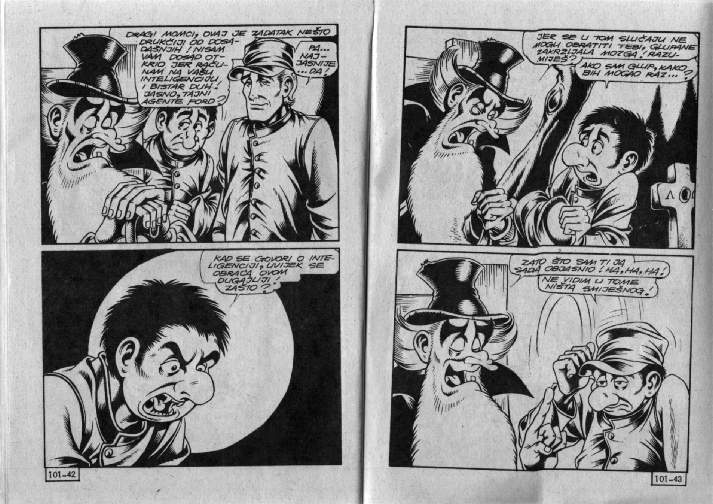 DRAGI MOMCI, OVAJ JE ZADATAK NEŠTO
DRUKČIJI OD DOSA-
DAŠNJIH! NISAM
VAM DOSAD OT-
KRIO JER RAČU-
NAM NA VAŠU
INTELIGENCIJU
I BISTAR DUH!
JASNO, TAJNI
AGENTE FORD?
PA...
NAJ-
JASNIJE
...DA!
KAD SE GOVORI O INTE-
LIGENCIJI, UVIJEK SE
OBRAĆA OVOM
DUGAJLIJI!
ZAŠTO?
101-42
JER SE U TOM SLUČAJU NE
MOGU OBRATITI TEBI, GLUPANE
ZAKRŽLJALA MOZGA! RAZU-
MIJEŠ?
AKO SAM GLUP, KAKO
BIH MOGAO RAZ...?
A O
ZATO ŠTO SAM TI JA
SADA OBJASNIO! HA, HA, HA!
NE VIDIM U TOME
NIŠTA SMIJEŠNOG!
101-43